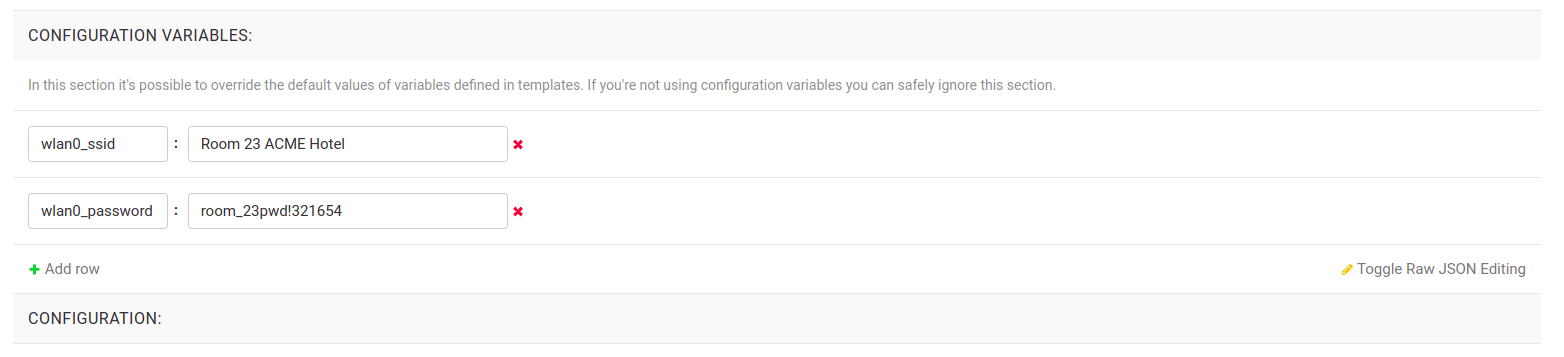 CONFIGURATION VARIABLES:
In this section it's possible to override the default values of variables defined in templates. If you're not using configuration variables you can safely ignore this section.
wlan0_ssid : Room 23 ACME Hotel
wlan0_password : room_23pwd!321654
Add row Toggle Raw JSON Editing
CONFIGURATION: